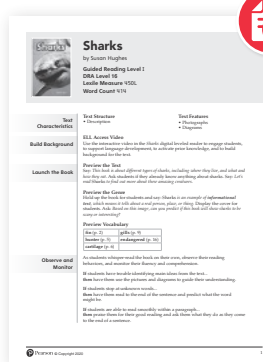 Sharks
Sharks
by Susan Hughes
Guided Reading Level I
DRA Level 16
Lexile Measure 450L
Word Count 414
Text
Characteristics
Text Structure
• Description
Text Features
• Photographs
• Diagrams
Build Background
ELL Access Video
Use the interactive video in the Sharks digital leveled reader to engage students,
to support language development, to activate prior knowledge, and to build
background for the text.
Launch the Book
Preview the Text
Say: This book is about different types of sharks, including where they live, and what and
how they eat. Ask students if they already know anything about sharks. Say: Let's
read Sharks to find out more about these amazing creatures.
Preview the Genre
Hold up the book for students and say: Sharks is an example of informational
text, which means it tells about a real person, place, or thing. Display the cover for
students. Ask: Based on this image, can you predict if this book will show sharks to be
scary or interesting?
Preview Vocabulary
fin (p. 2)
gills (p. 9)
hunter (p. 5)
endangered (p. 16)
cartilage (p. 6)
Observe and
Monitor
As students whisper-read the book on their own, observe their reading
behaviors, and monitor their fluency and comprehension.
If students have trouble identifying main ideas from the text...
then have them use the pictures and diagrams to guide their understanding.
If students stop at unknown words...
then have them read to the end of the sentence and predict what the word
might be.
If students are able to read smoothly within a paragraph...
then praise them for their good reading and ask them what they do as they come
to the end of a sentence.
Pearson © Copyright 2020